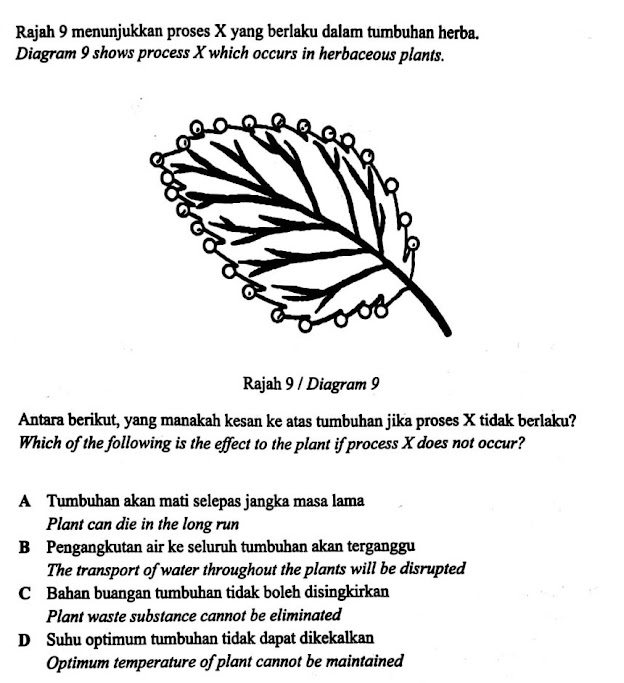 Rajah 9 menunjukkan proses X yang berlaku dalam tumbuhan herba.
Diagram 9 shows process X which occurs in herbaceous plants.
Rajah 9 / Diagram 9
Antara berikut, yang manakah kesan ke atas tumbuhan jika proses X tidak berlaku?
Which of the following is the effect to the plant if process X does not occur?
A Tumbuhan akan mati selepas jangka masa lama
Plant can die in the long run
B Pengangkutan air ke seluruh tumbuhan akan terganggu
The transport of water throughout the plants will be disrupted
C Bahan buangan tumbuhan tidak boleh disingkirkan
Plant waste substance cannot be eliminated
D Suhu optimum tumbuhan tidak dapat dikekalkan
Optimum temperature of plant cannot be maintained